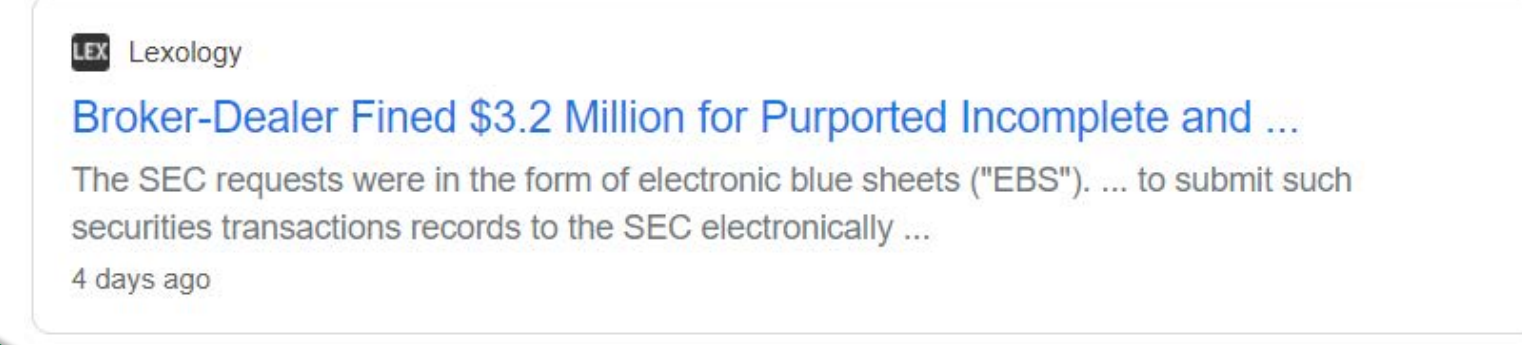 LEX Lexology
Broker-Dealer Fined $3.2 Million for Purported Incomplete and ...
The SEC requests were in the form of electronic blue sheets ("EBS"). ... to submit such
securities transactions records to the SEC electronically ...
4 days ago